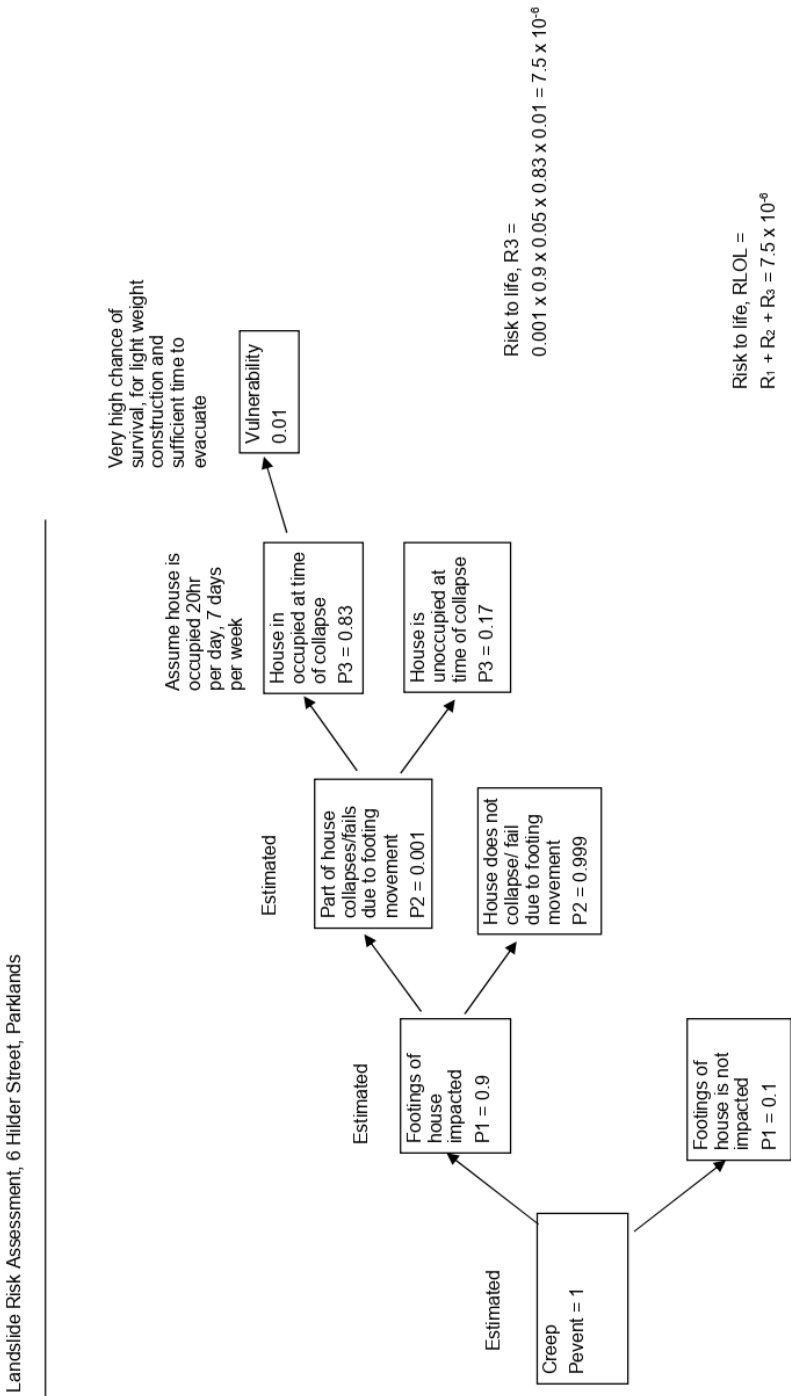 Landslide Risk Assessment, 6 Hilder Street, Parklands
Estimated
Creep
Pevent = 1
Estimated
Footings of
house
impacted
P1 = 0.9
Footings of
house is not
impacted
P1 = 0.1
Estimated
Part of house
collapses/fails
due to footing
movement
P2 = 0.001
House does not
collapse/ fail
due to footing
movement
P2 = 0.999
Assume house is
occupied 20hr
per day, 7 days
per week
House in
occupied at time
of collapse
P3 = 0.83
House is
unoccupied at
time of collapse
P3 = 0.17
Very high chance of
survival, for light weight
construction and
sufficient time to
evacuate
Vulnerability
0.01
Risk to life, R3 =
0.001 x 0.9 x 0.05 x 0.83 x 0.01 = 7.5 x 10⁻⁶
Risk to life, RLOL =
R₁ + R₂ + R₃ = 7.5 x 10⁻⁶